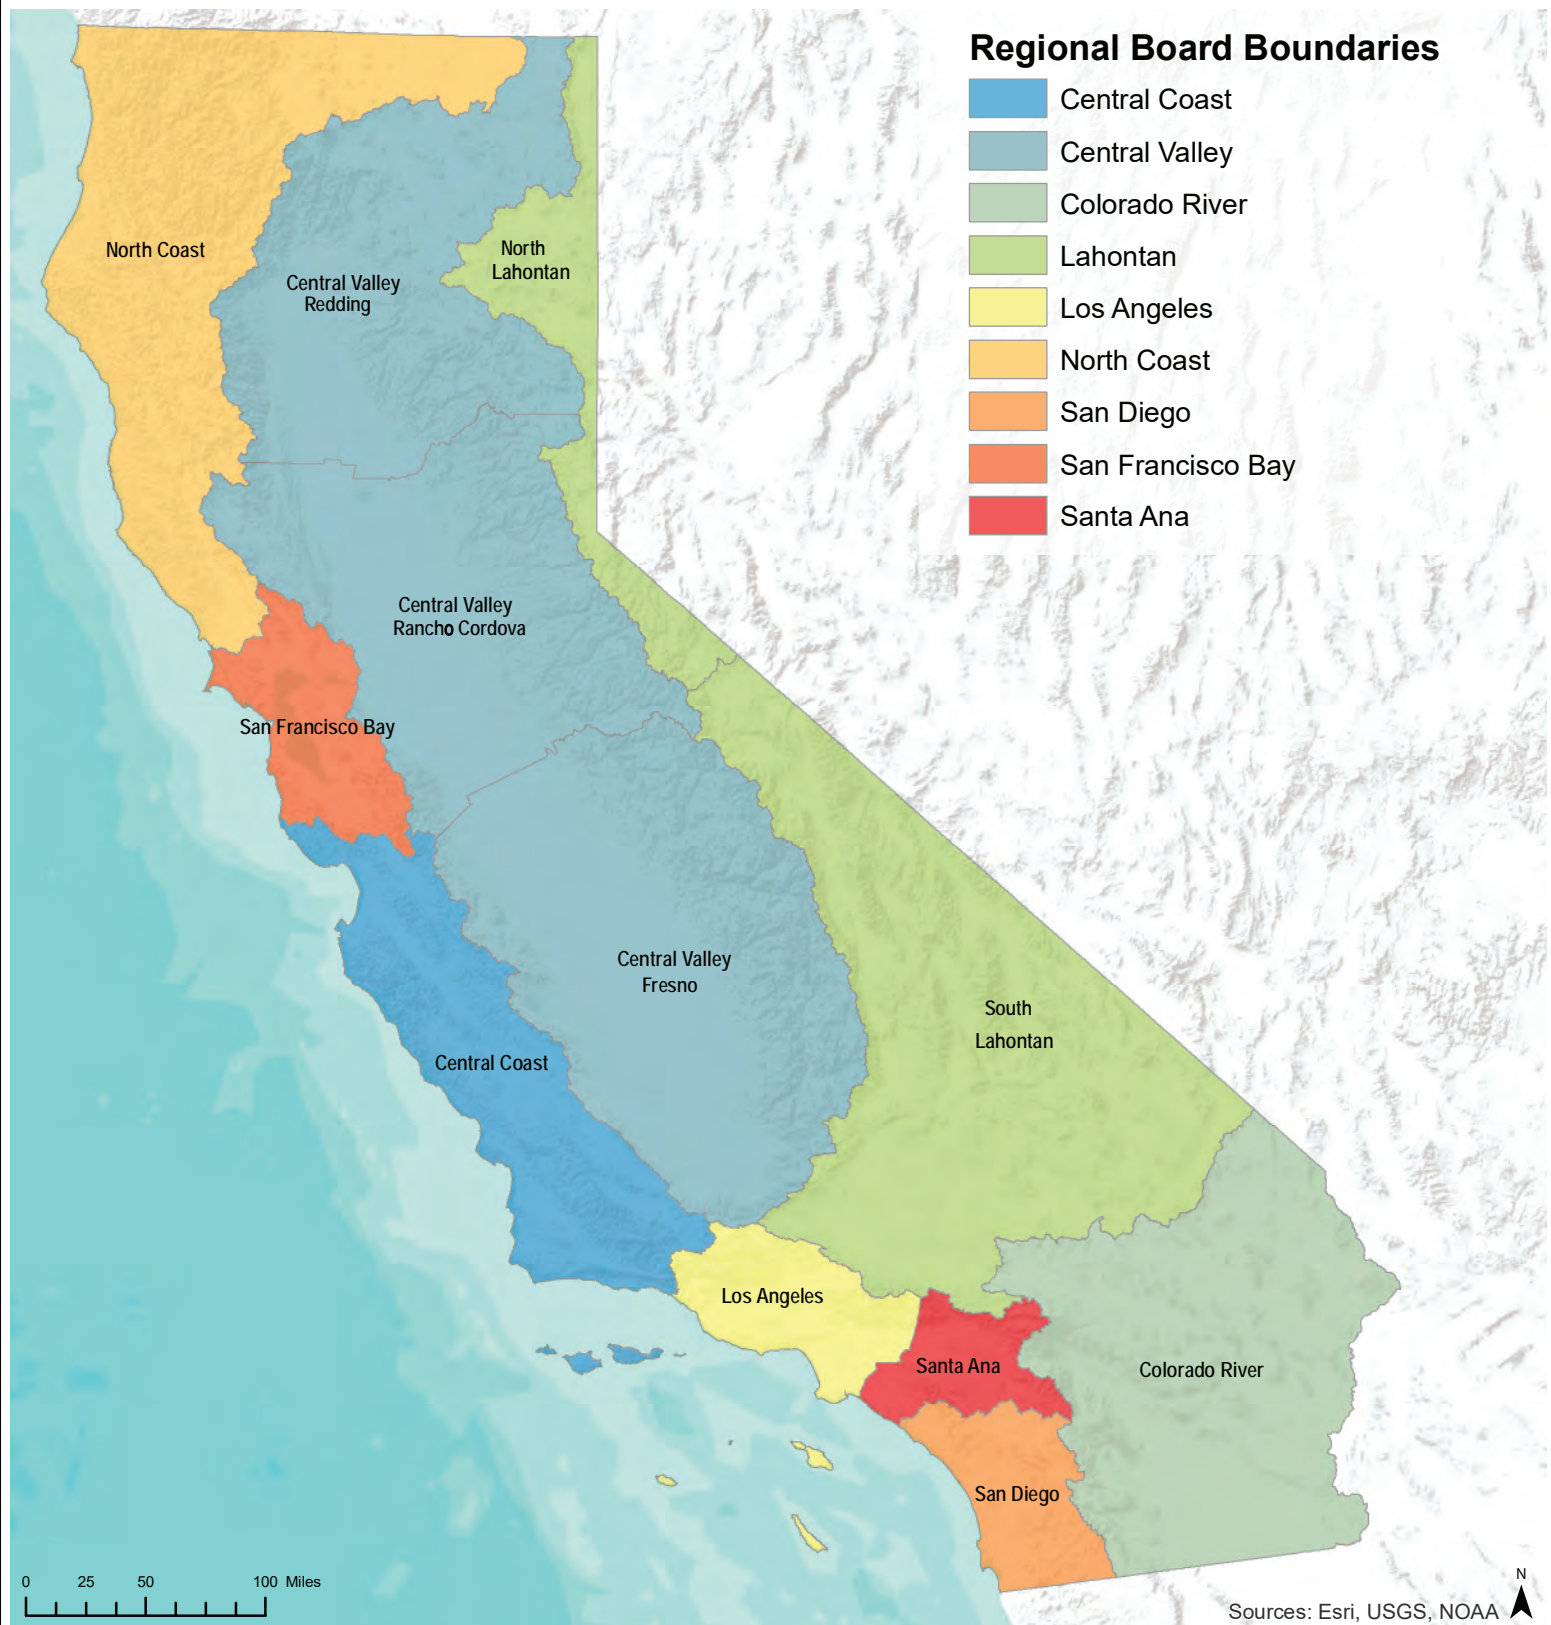 Regional Board Boundaries
Central Coast
Central Valley
Colorado River
Lahontan
Los Angeles
North Coast
San Diego
San Francisco Bay
Santa Ana
North Coast
Central Valley
Redding
North
Lahontan
Central Valley
Rancho Cordova
San Francisco Bay
Central Valley
Fresno
South
Lahontan
Central Coast
Los Angeles
Santa Ana
Colorado River
San Diego
0 25 50 100 Miles
N
Sources: Esri, USGS, NOAA